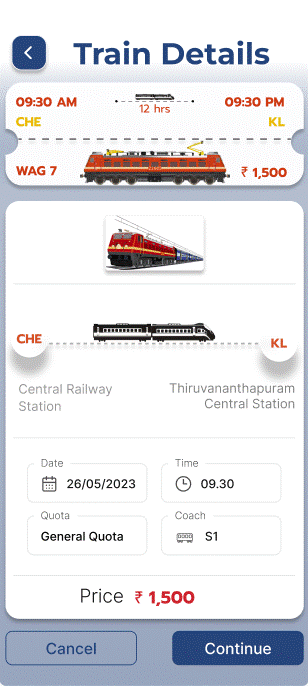 Train Details
09:30 AM
12 hrs
09:30 PM
CHE
KL
WAG 7
₹ 1,500
CHE
KL
Central Railway
Station
Thiruvananthapuram
Central Station
Date
26/05/2023
Time
09.30
Quota
General Quota
Coach
S1
Price ₹ 1,500
Cancel
Continue